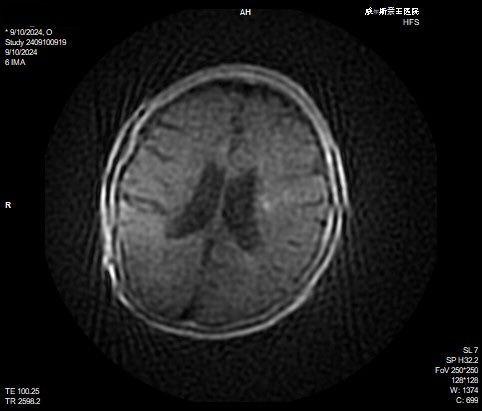 AH
HFS
* 9/10/2024, O
Study 2409100919
9/10/2024
6 IMA
R
TE 100.25
TR 2598.2
SL 7
SP H32.2
FoV 250*250
128*128
W: 1374
C: 699